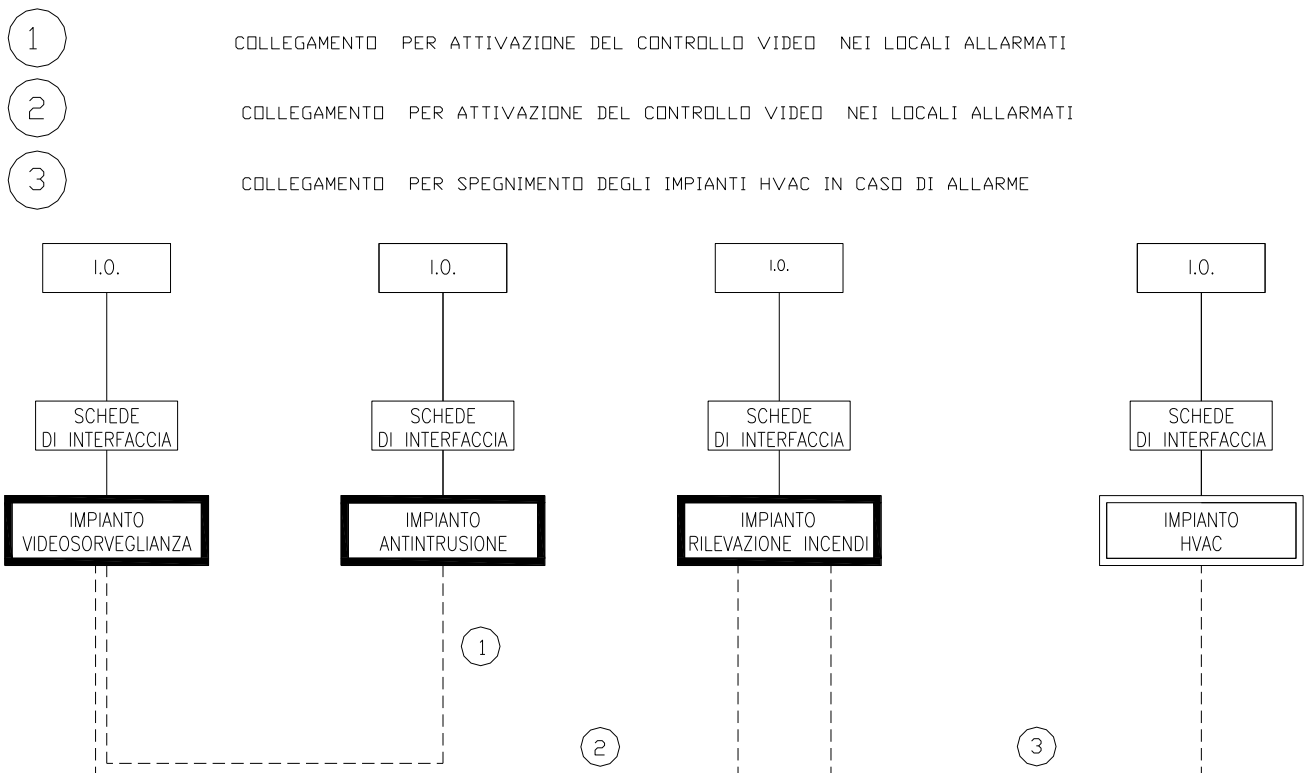 1
COLLEGAMENTO PER ATTIVAZIONE DEL CONTROLLO VIDEO NEI LOCALI ALLARMATI
2
COLLEGAMENTO PER ATTIVAZIONE DEL CONTROLLO VIDEO NEI LOCALI ALLARMATI
3
COLLEGAMENTO PER SPEGNIMENTO DEGLI IMPIANTI HVAC IN CASO DI ALLARME
I.O.
I.O.
I.O.
I.O.
SCHEDE
DI INTERFACCIA
SCHEDE
DI INTERFACCIA
SCHEDE
DI INTERFACCIA
SCHEDE
DI INTERFACCIA
IMPIANTO
VIDEOSORVEGLIANZA
IMPIANTO
ANTINTRUSIONE
IMPIANTO
RILEVAZIONE INCENDI
IMPIANTO
HVAC
1
2
3